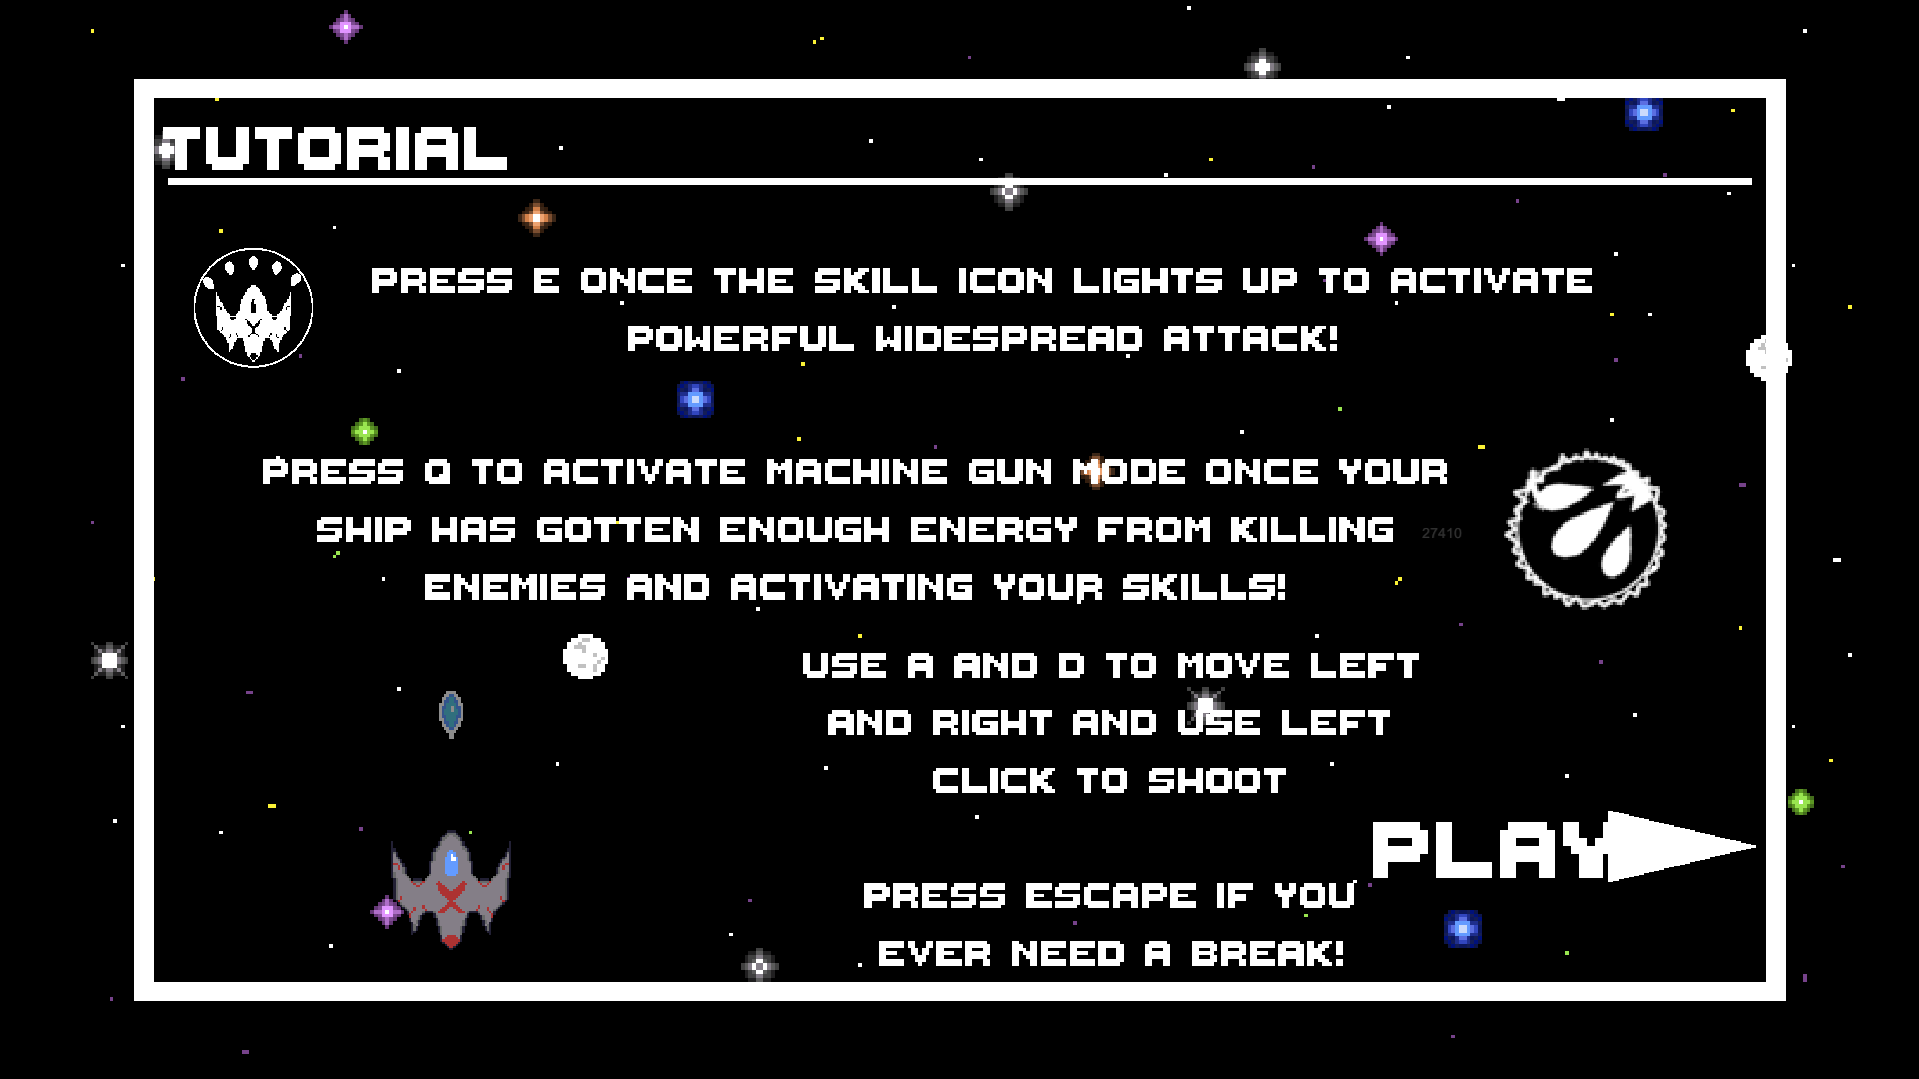 TUTORIAL
PRESS E ONCE THE SKILL ICON LIGHTS UP TO ACTIVATE
POWERFUL WIDESPREAD ATTACK!
PRESS Q TO ACTIVATE MACHINE GUN MODE ONCE YOUR
SHIP HAS GOTTEN ENOUGH ENERGY FROM KILLING
27410
ENEMIES AND ACTIVATING YOUR SKILLS!
USE A AND D TO MOVE LEFT
AND RIGHT AND USE LEFT
CLICK TO SHOOT
PLAY
PRESS ESCAPE IF YOU
EVER NEED A BREAK!